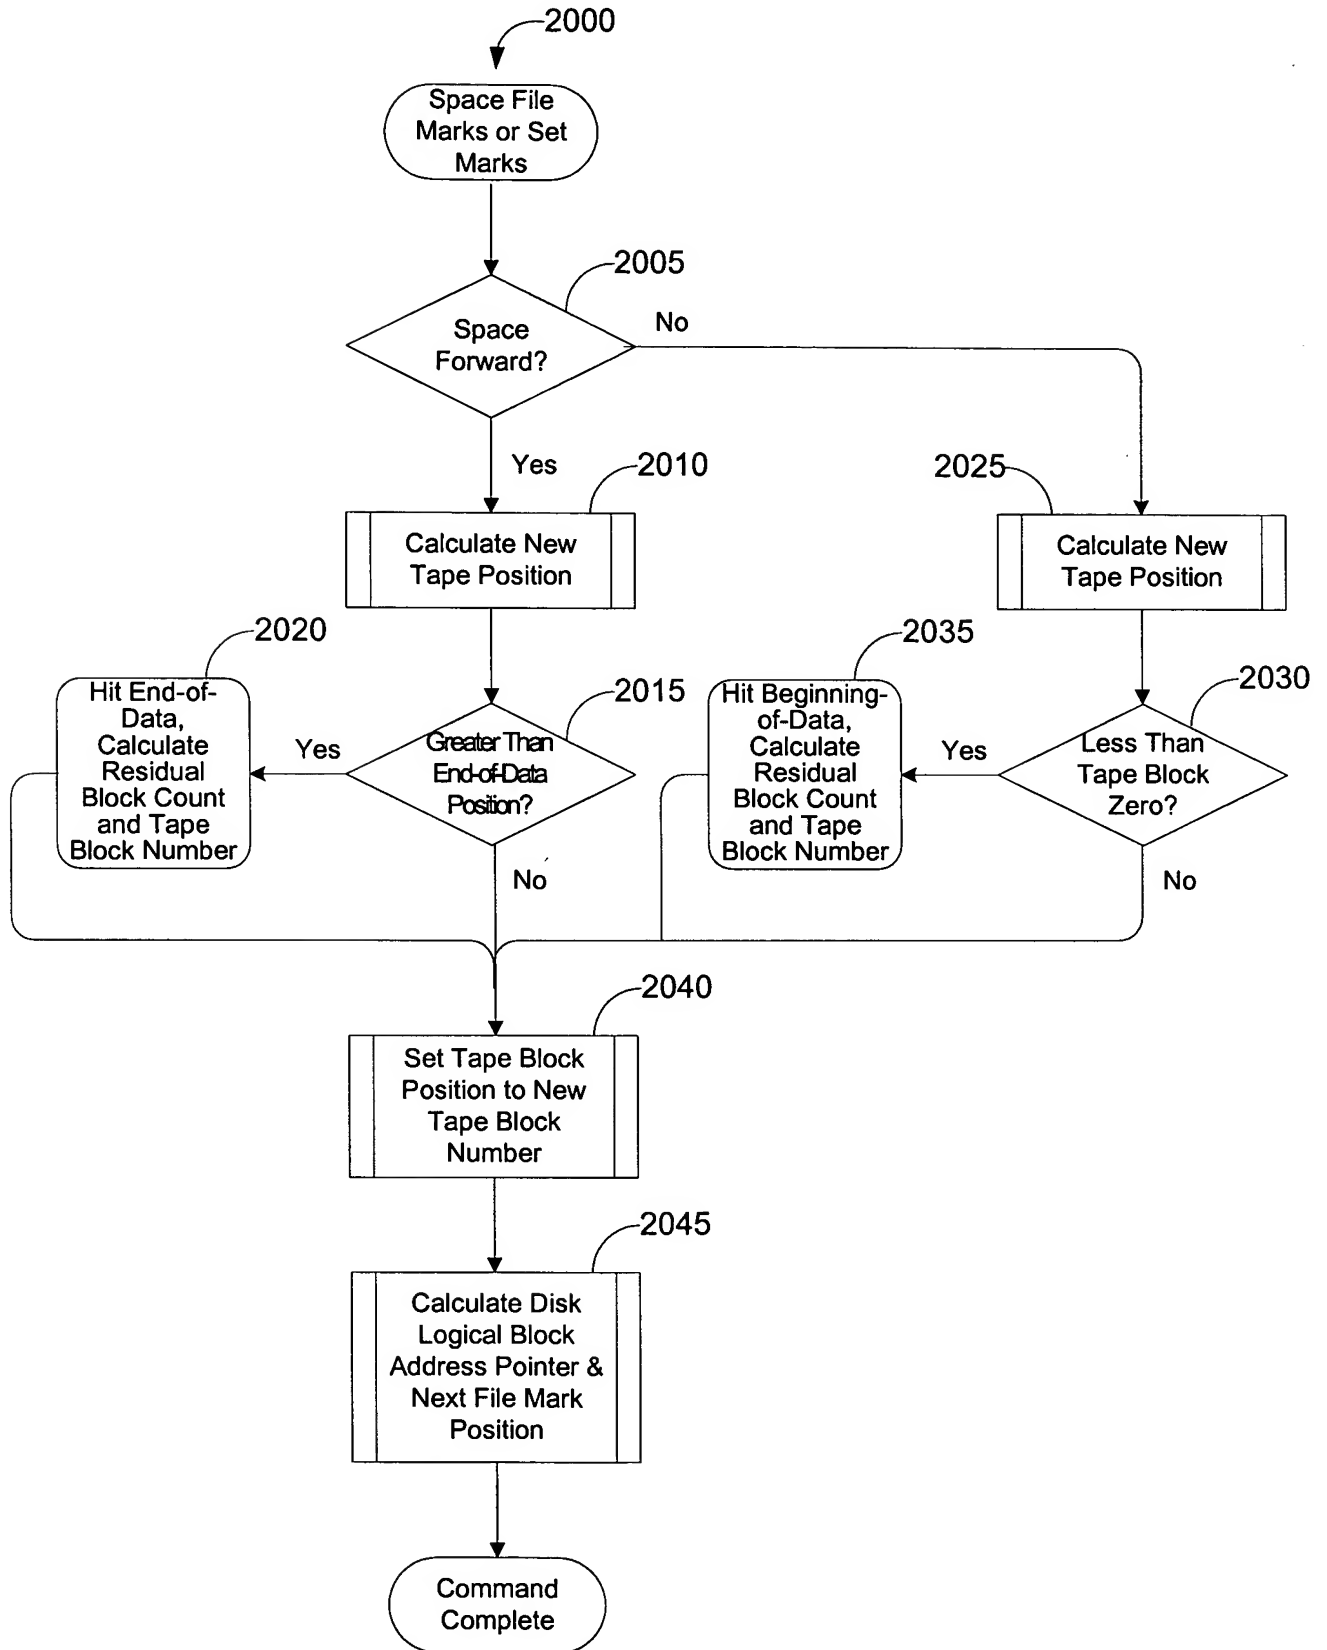 2000
Space File
Marks or Set
Marks
2005
Space
Forward?
No
Yes
2010
Calculate New
Tape Position
2025
Calculate New
Tape Position
2020
Hit End-of-
Data,
Calculate
Residual
Block Count
and Tape
Block Number
Yes
2015
Greater Than
End-of-Data
Position?
No
2035
Hit Beginning-
of-Data,
Calculate
Residual
Block Count
and Tape
Block Number
Yes
2030
Less Than
Tape Block
Zero?
No
2040
Set Tape Block
Position to New
Tape Block
Number
2045
Calculate Disk
Logical Block
Address Pointer &
Next File Mark
Position
Command
Complete